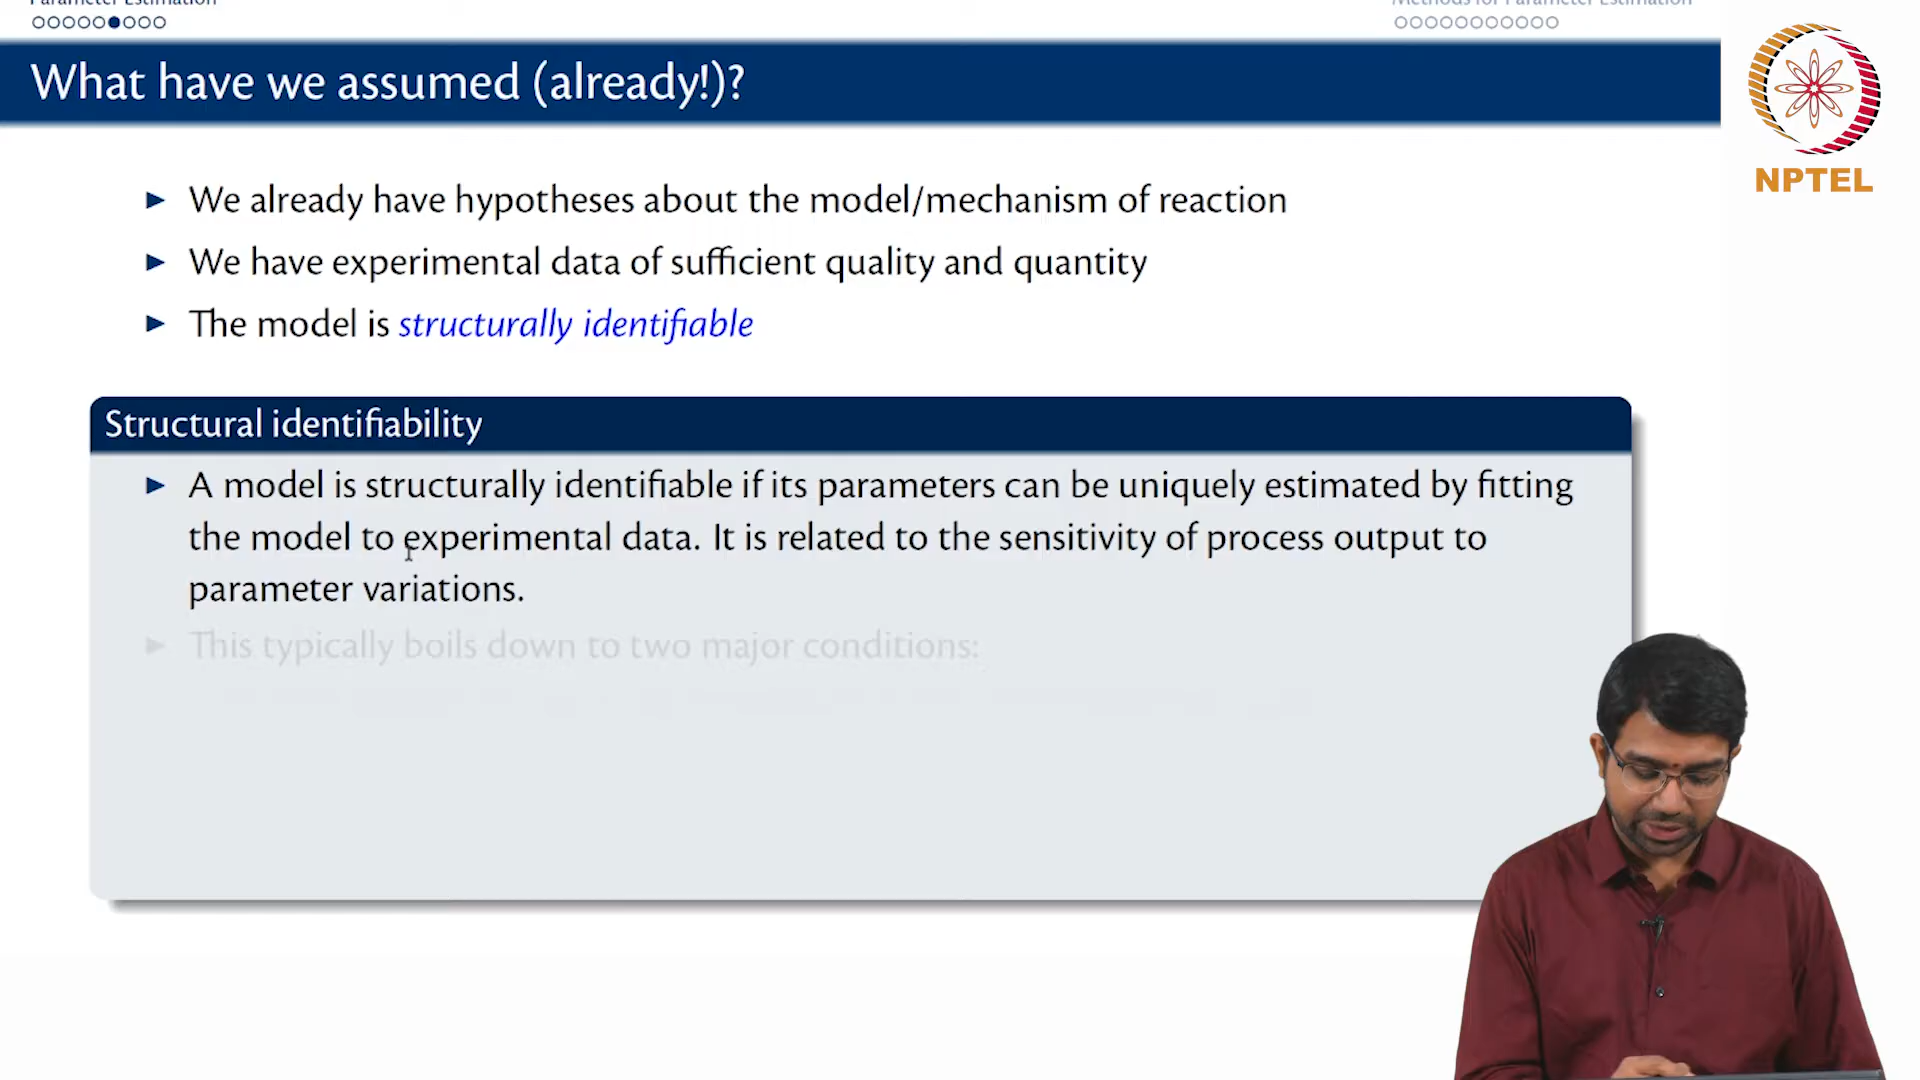 Parameter Estimation
Methods for Parameter Estimation
What have we assumed (already!)?
NPTEL
► We already have hypotheses about the model/mechanism of reaction
► We have experimental data of sufficient quality and quantity
► The model is structurally identifiable
Structural identifiability
► A model is structurally identifiable if its parameters can be uniquely estimated by fitting
the model to experimental data. It is related to the sensitivity of process output to
parameter variations.
► This typically boils down to two major conditions: